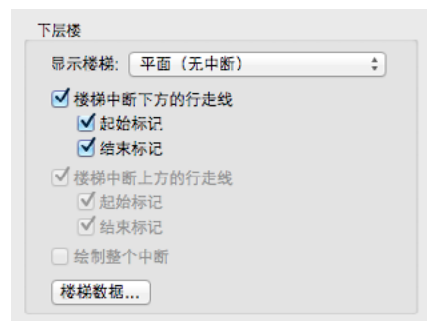 下层楼
显示楼梯: 平面（无中断）
楼梯中断下方的行走线
起始标记
结束标记
楼梯中断上方的行走线
起始标记
结束标记
绘制整个中断
楼梯数据...